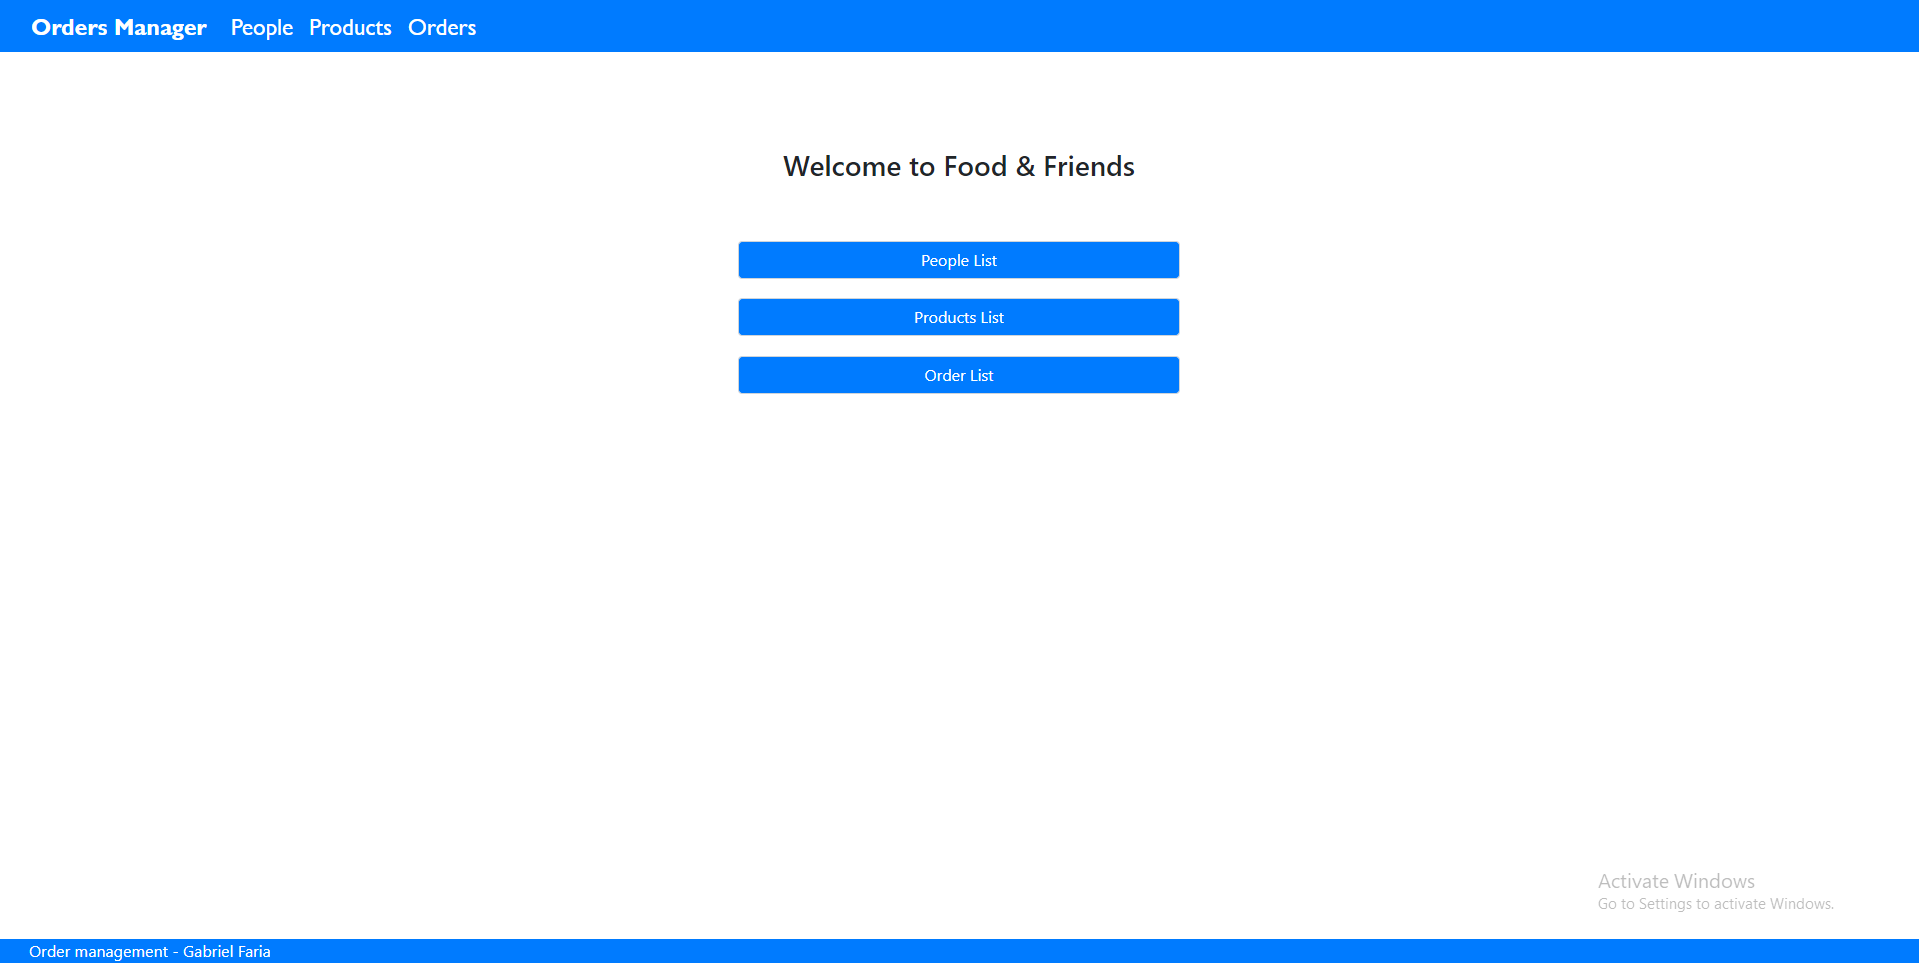 Orders Manager People Products Orders
Welcome to Food & Friends
People List
Products List
Order List
Activate Windows
Go to Settings to activate Windows.
Order management - Gabriel Faria